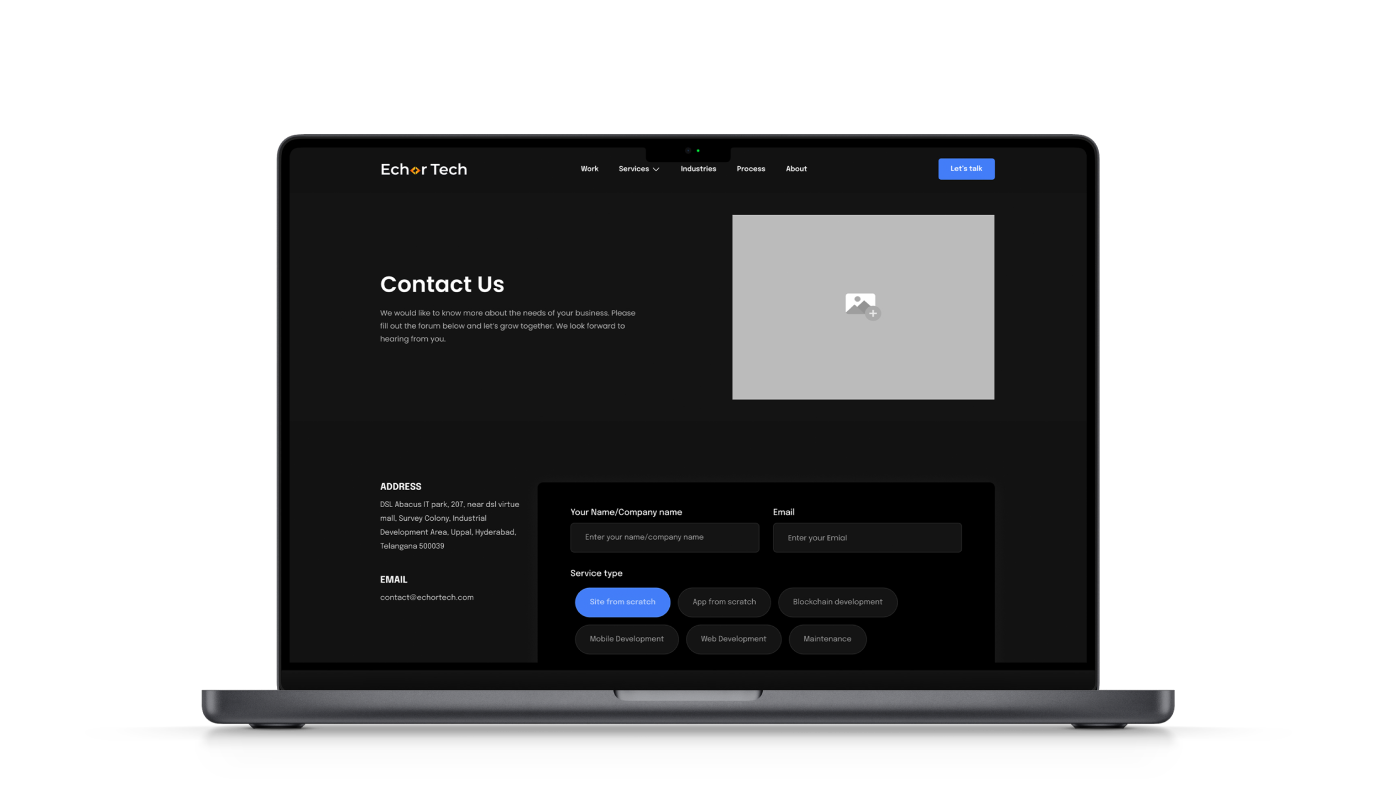 Echor Tech
Work Services Industries Process About
Let's talk
Contact Us
We would like to know more about the needs of your business. Please
fill out the forum below and let's grow together. We look forward to
hearing from you.
ADDRESS
DSL Abacus IT park, 207, near dsl virtue
mall, Survey Colony, Industrial
Development Area, Uppal, Hyderabad,
Telangana 500039
EMAIL
contact@echortech.com
Your Name/Company name
Enter your name/company name
Email
Enter your Emial
Service type
Site from scratch App from scratch Blockchain development
Mobile Development Web Development Maintenance